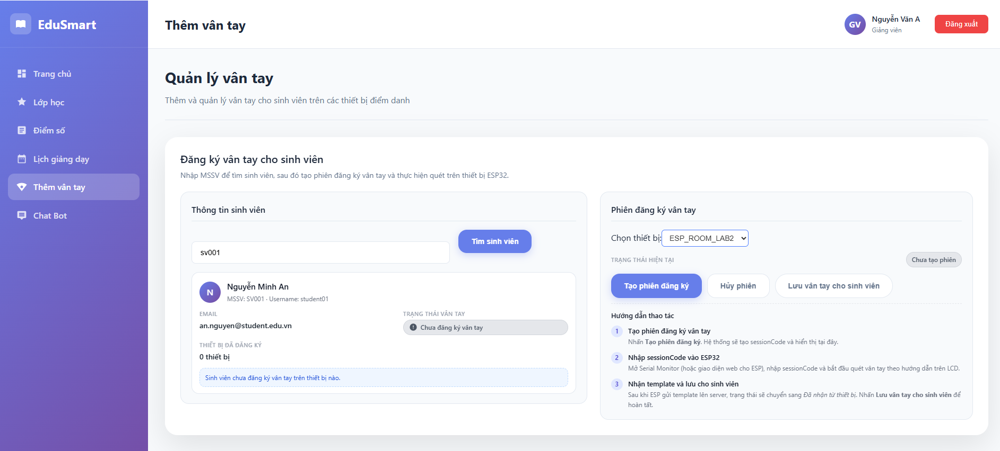 EduSmart
Trang chủ
Lớp học
Điểm số
Lịch giảng dạy
Thêm vân tay
Chat Bot
Thêm vân tay
GV
Nguyễn Văn A
Giảng viên
Đăng xuất
Quản lý vân tay
Thêm và quản lý vân tay cho sinh viên trên các thiết bị điểm danh
Đăng ký vân tay cho sinh viên
Nhập MSSV để tìm sinh viên, sau đó tạo phiên đăng ký vân tay và thực hiện quét trên thiết bị ESP32.
Thông tin sinh viên
sv001
Tìm sinh viên
N
Nguyễn Minh An
MSSV: SV001 · Username: student01
EMAIL
an.nguyen@student.edu.vn
TRẠNG THÁI VÂN TAY
Chưa đăng ký vân tay
THIẾT BỊ ĐÃ ĐĂNG KÝ
0 thiết bị
Sinh viên chưa đăng ký vân tay trên thiết bị nào.
Phiên đăng ký vân tay
Chọn thiết bị: ESP_ROOM_LAB2
TRẠNG THÁI HIỆN TẠI
Chưa tạo phiên
Tạo phiên đăng ký
Hủy phiên
Lưu vân tay cho sinh viên
Hướng dẫn thao tác
1 Tạo phiên đăng ký vân tay
Nhấn Tạo phiên đăng ký. Hệ thống sẽ tạo sessionCode và hiển thị tại đây.
2 Nhập sessionCode vào ESP32
Mở Serial Monitor (hoặc giao diện web cho ESP), nhập sessionCode và bắt đầu quét vân tay theo hướng dẫn trên LCD.
3 Nhận template và lưu cho sinh viên
Sau khi ESP gửi template lên server, trạng thái sẽ chuyển sang Đã nhận từ thiết bị. Nhấn Lưu vân tay cho sinh viên để
hoàn tất.